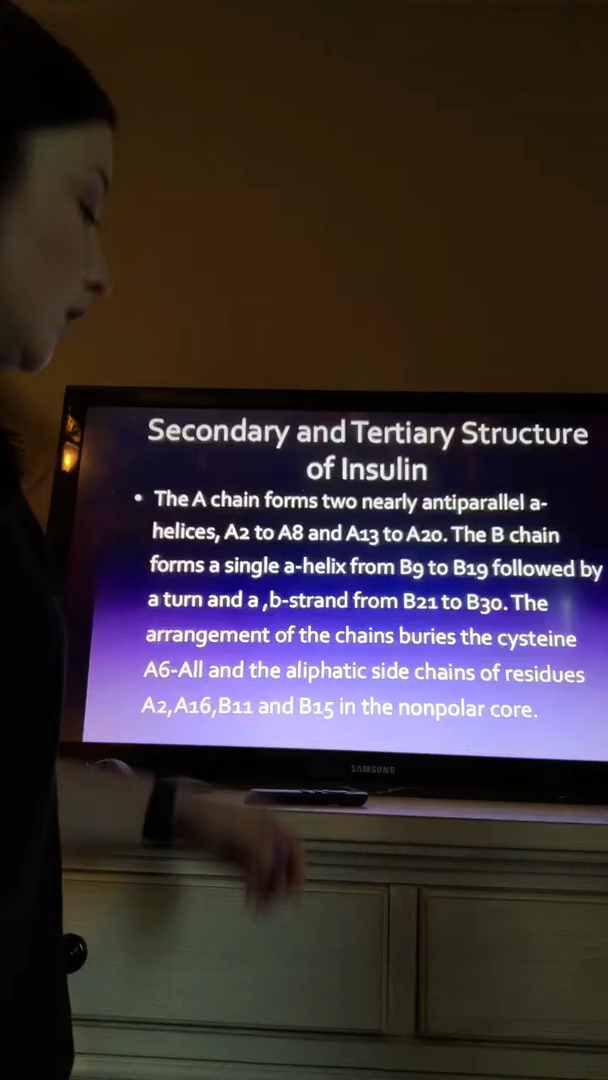 Secondary and Tertiary Structure
of Insulin
• The A chain forms two nearly antiparallel a-
helices, A2 to A8 and A13 to A20. The B chain
forms a single a-helix from B9 to B19 followed by
a turn and a ,b-strand from B21 to B30. The
arrangement of the chains buries the cysteine
A6-All and the aliphatic side chains of residues
A2,A16,B11 and B15 in the nonpolar core.
SAMSUNG